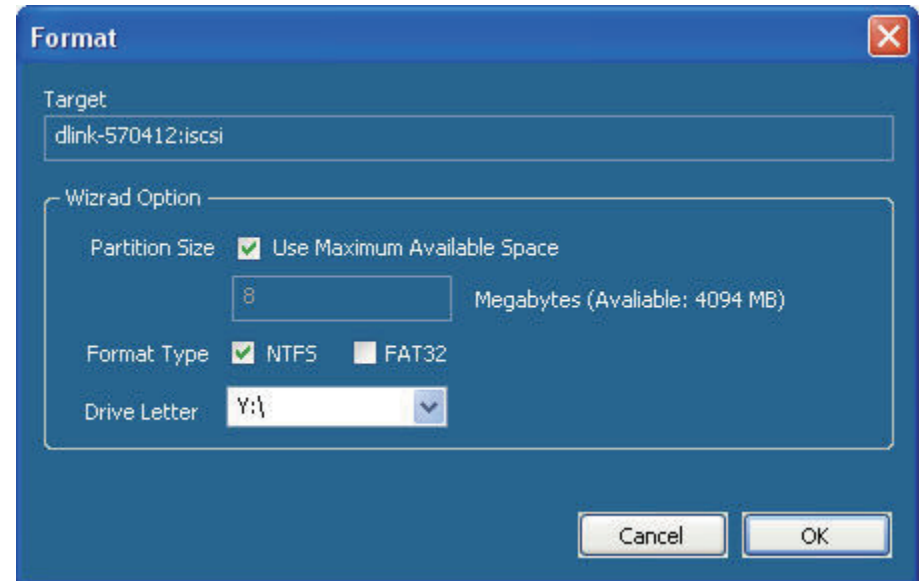 Format
Target
dlink-570412:iscsi
Wizrad Option
Partition Size Use Maximum Available Space
8 Megabytes (Avaliable: 4094 MB)
Format Type NTFS FAT32
Drive Letter Y:\
Cancel OK